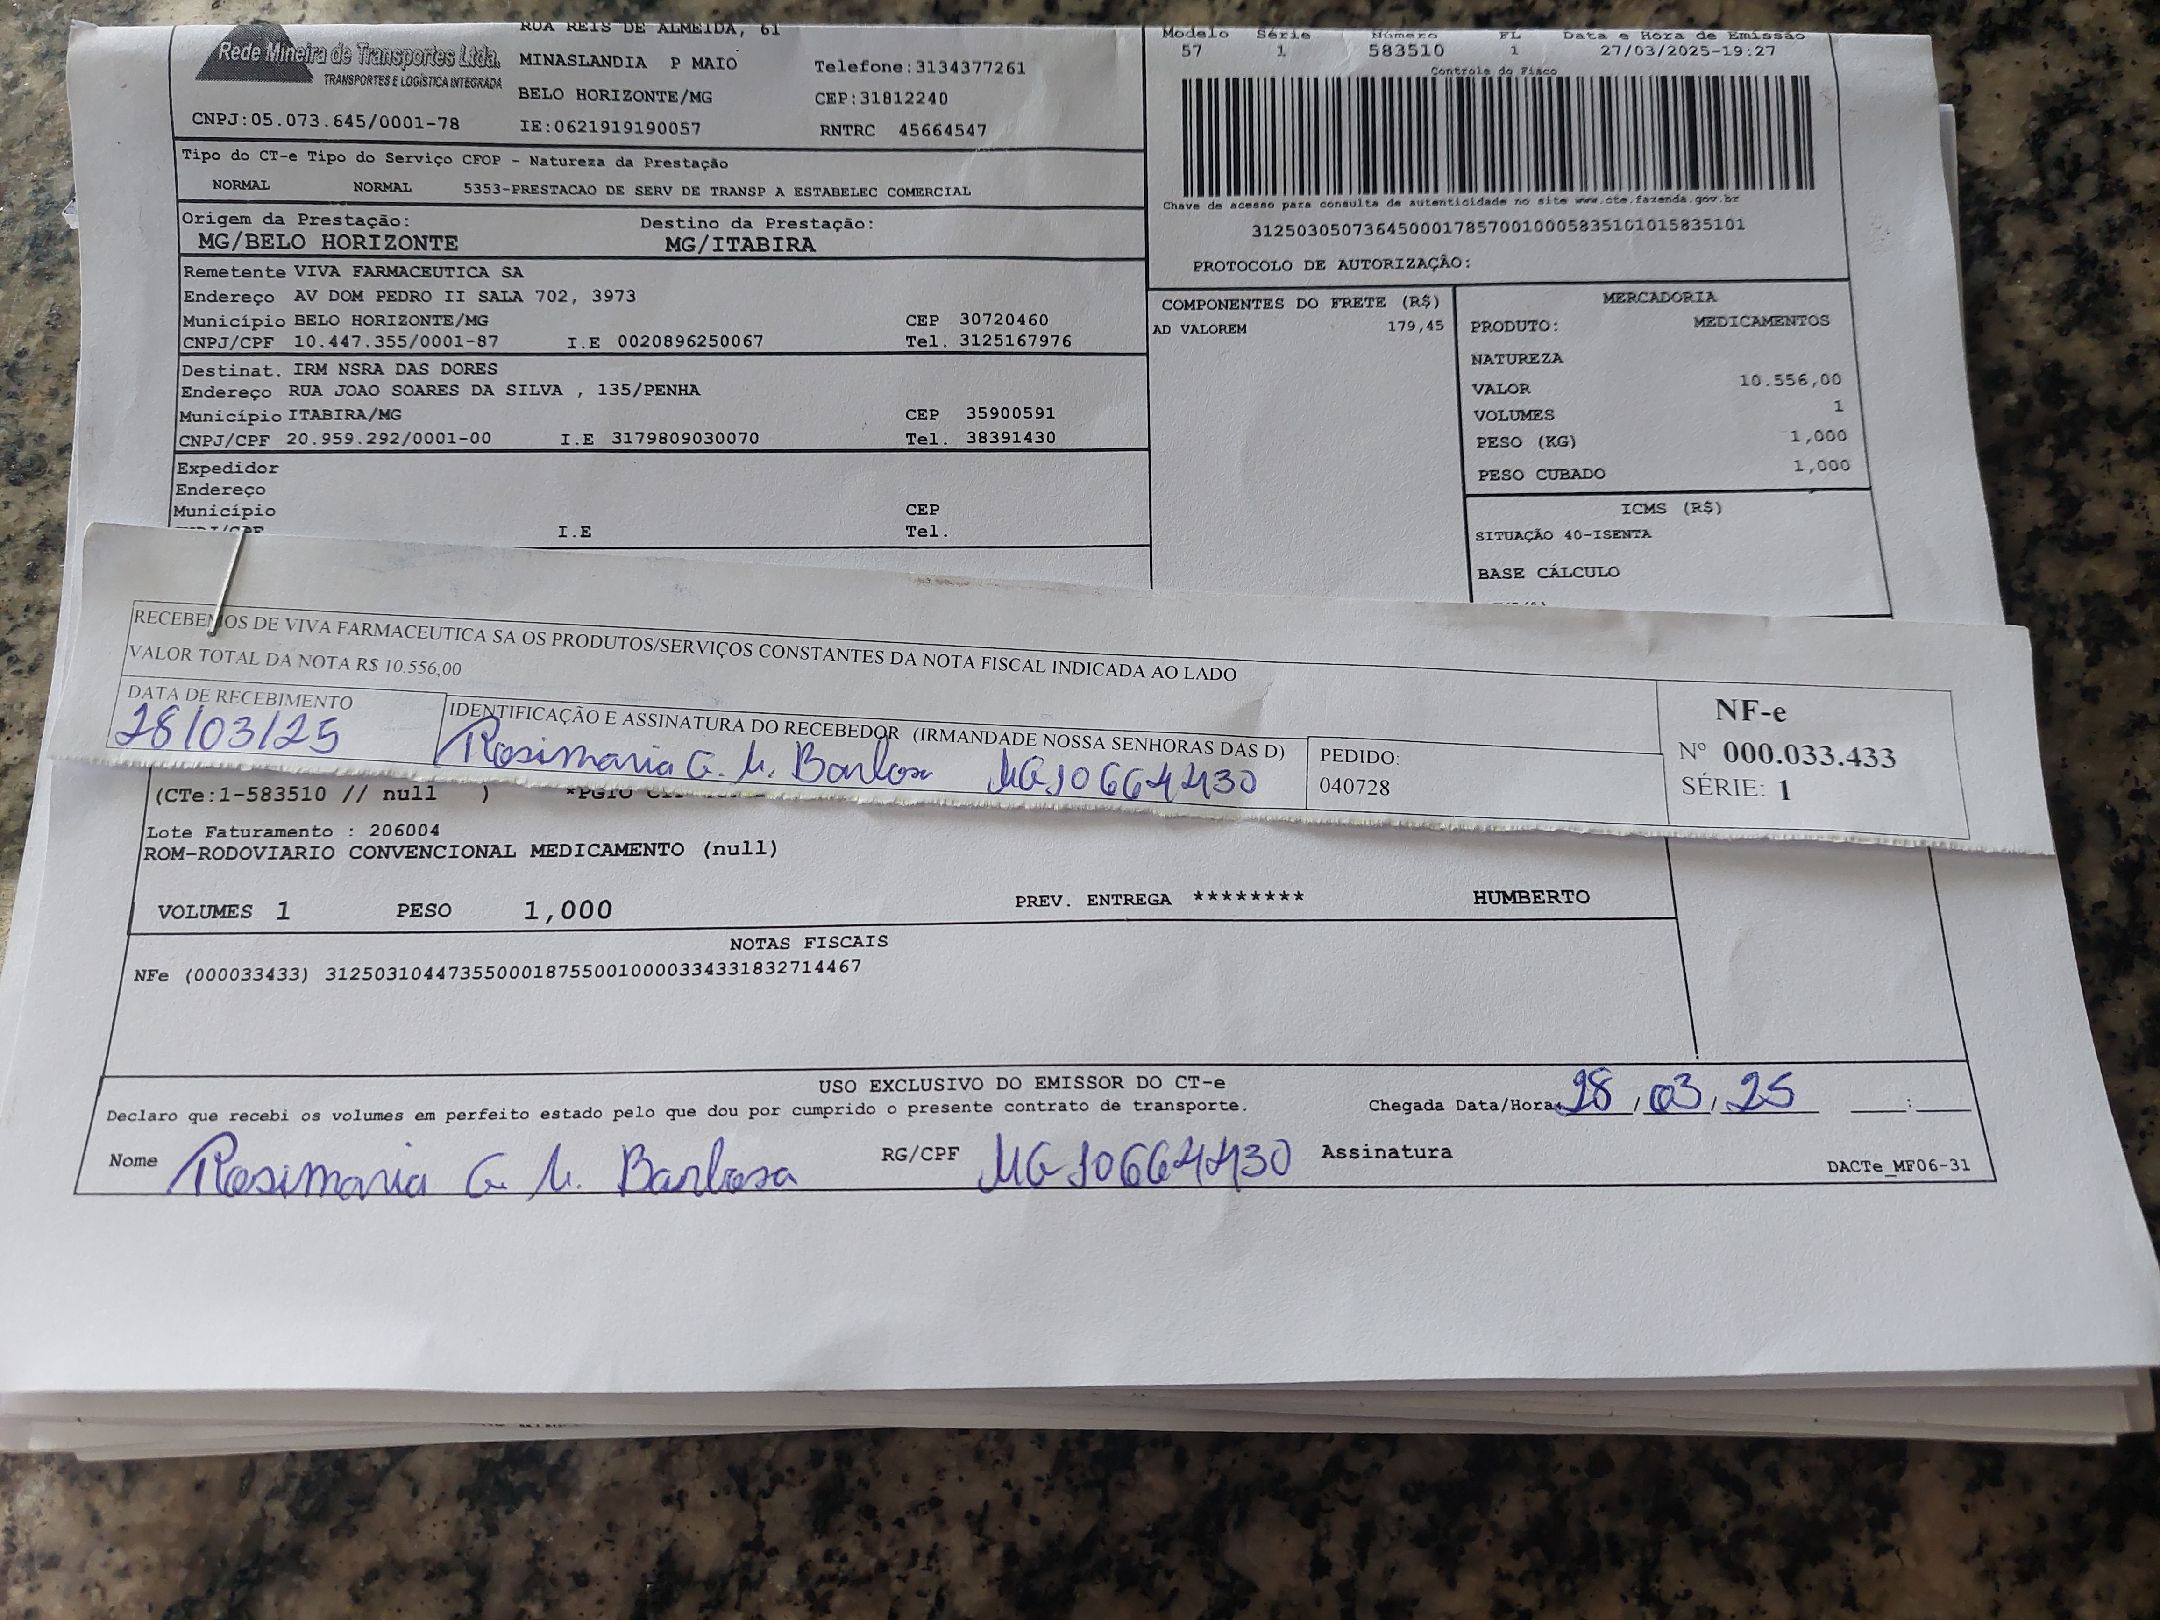 Rede Mineira de Transportes Ltda.
TRANSPORTES E LOGÍSTICA INTEGRADA
CNPJ:05.073.645/0001-78
RUA REIS DE ALMEIDA, 61
MINASLANDIA P MAIO
BELO HORIZONTE/MG
IE:0621919190057
Telefone:3134377261
CEP:31812240
RNTRC 45664547
Modelo Série Número FL Data e Hora de Emissão
57 1 583510 1 27/03/2025-19:27
Controle do Fisco
Chave de acesso para consulta de autenticidade no site www.cte.fazenda.gov.br
31250305073645000178570010005835101015835101
PROTOCOLO DE AUTORIZAÇÃO:
Tipo do CT-e Tipo do Serviço CFOP - Natureza da Prestação
NORMAL NORMAL 5353-PRESTACAO DE SERV DE TRANSP A ESTABELEC COMERCIAL
Origem da Prestação: Destino da Prestação:
MG/BELO HORIZONTE MG/ITABIRA
Remetente VIVA FARMACEUTICA SA
Endereço AV DOM PEDRO II SALA 702, 3973
Município BELO HORIZONTE/MG CEP 30720460
CNPJ/CPF 10.447.355/0001-87 I.E 0020896250067 Tel. 3125167976
Destinat. IRM NSRA DAS DORES
Endereço RUA JOAO SOARES DA SILVA , 135/PENHA
Município ITABIRA/MG CEP 35900591
CNPJ/CPF 20.959.292/0001-00 I.E 3179809030070 Tel. 38391430
Expedidor
Endereço
Município CEP
I.E Tel.
COMPONENTES DO FRETE (R$)
AD VALOREM 179,45
MERCADORIA
PRODUTO: MEDICAMENTOS
NATUREZA
VALOR 10.556,00
VOLUMES 1
PESO (KG) 1,000
PESO CUBADO 1,000
ICMS (R$)
SITUAÇÃO 40-ISENTA
BASE CÁLCULO
RECEBEMOS DE VIVA FARMACEUTICA SA OS PRODUTOS/SERVIÇOS CONSTANTES DA NOTA FISCAL INDICADA AO LADO
VALOR TOTAL DA NOTA R$ 10.556,00
DATA DE RECEBIMENTO
28/03/25
IDENTIFICAÇÃO E ASSINATURA DO RECEBEDOR (IRMANDADE NOSSA SENHORAS DAS D)
Rosimaria G. M. Barbosa MG10664430
PEDIDO:
040728
NF-e
Nº 000.033.433
SÉRIE: 1
(CTe:1-583510 // null )
Lote Faturamento : 206004
ROM-RODOVIARIO CONVENCIONAL MEDICAMENTO (null)
VOLUMES 1 PESO 1,000 PREV. ENTREGA ******** HUMBERTO
NOTAS FISCAIS
NFe (000033433) 31250310447355000187550010000334331832714467
USO EXCLUSIVO DO EMISSOR DO CT-e
Declaro que recebi os volumes em perfeito estado pelo que dou por cumprido o presente contrato de transporte. Chegada Data/Hora 28/03/25 __:__
Nome Rosimaria G. M. Barbosa RG/CPF MG10664430 Assinatura
DACTe_MF06-31